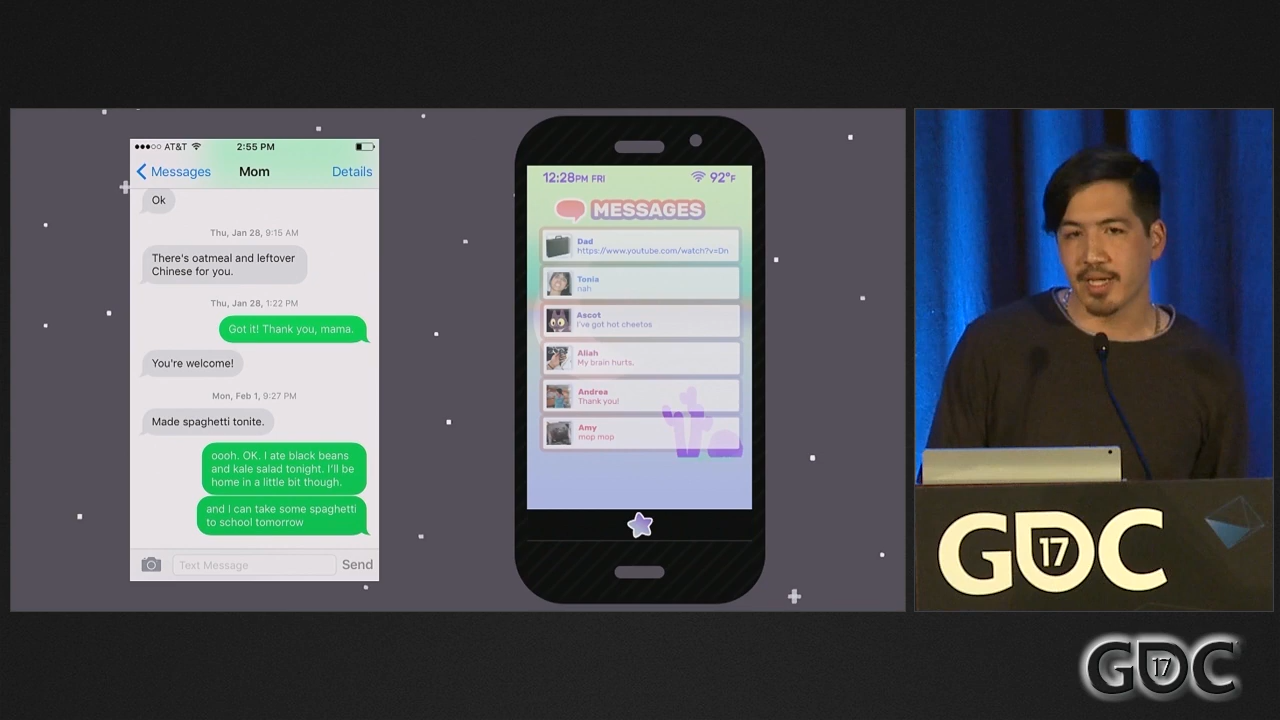 AT&T
2:55 PM
Messages
Mom
Details
Ok
Thu, Jan 28, 9:15 AM
There's oatmeal and leftover
Chinese for you.
Thu, Jan 28, 1:22 PM
Got it! Thank you, mama.
You're welcome!
Mon, Feb 1, 9:27 PM
Made spaghetti tonite.
oooh. OK. I ate black beans
and kale salad tonight. I'll be
home in a little bit though.
and I can take some spaghetti
to school tomorrow
Text Message
Send
12:28PM FRI
92°F
MESSAGES
Dad
https://www.youtube.com/watch?v=Dn
Tonia
nah
Ascot
I've got hot cheetos
Aliah
My brain hurts.
Andrea
Thank you!
Amy
mop mop
GDC
17
GDC
17